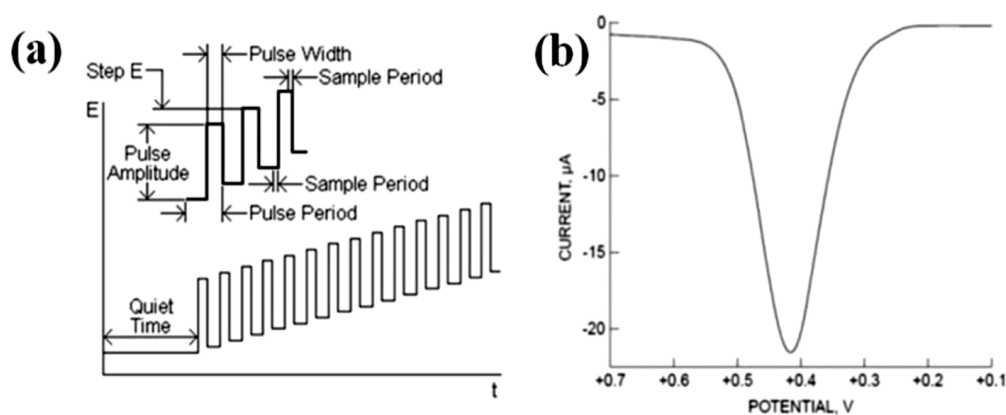 (a)
Pulse Width
Step E
Sample Period
E
Pulse
Amplitude
Sample Period
Pulse Period
Quiet
Time
t
(b)
0
-5
-10
-15
-20
CURRENT, µA
+0.7 +0.6 +0.5 +0.4 +0.3 +0.2 +0.1
POTENTIAL, V